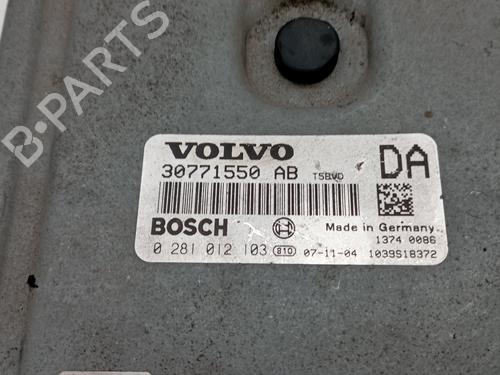 B-PARTS
VOLVO
30771550 AB T5BVD
DA
BOSCH
Made in Germany
1374 0086
0 281 012 103 810 07-11-04 1039S18372